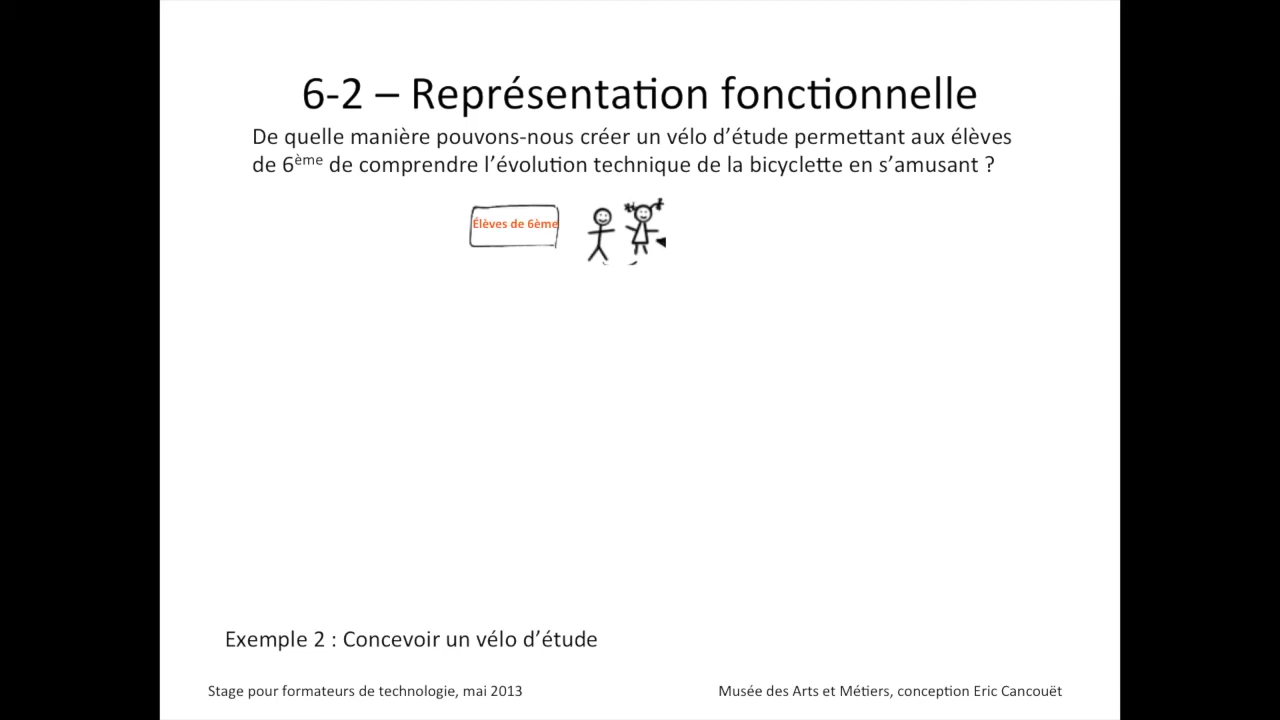 6-2 – Représentation fonctionnelle
De quelle manière pouvons-nous créer un vélo d’étude permettant aux élèves
de 6ème de comprendre l’évolution technique de la bicyclette en s’amusant ?
Élèves de 6ème
Exemple 2 : Concevoir un vélo d’étude
Stage pour formateurs de technologie, mai 2013
Musée des Arts et Métiers, conception Eric Cancouët